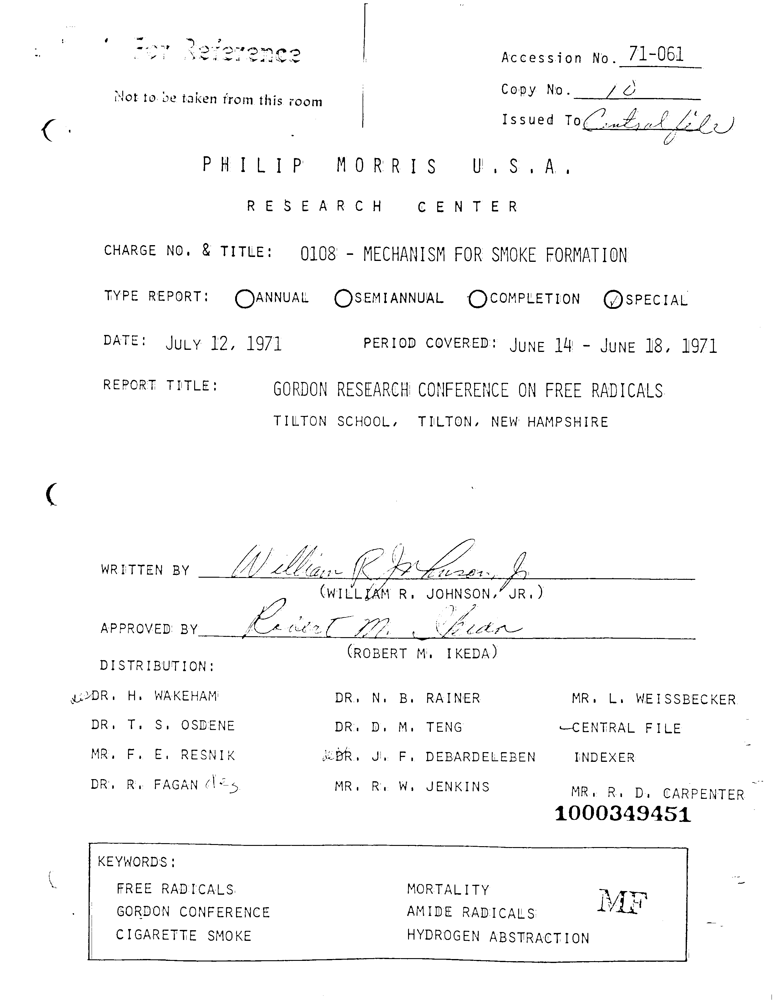 For Reference
Not to be taken from this room
Accession No. 71-061
Copy No. 10
Issued To Central file
PHILIP MORRIS U.S.A.
RESEARCH CENTER
CHARGE NO. & TITLE: 0108 - MECHANISM FOR SMOKE FORMATION
TYPE REPORT: ANNUAL SEMIANNUAL COMPLETION SPECIAL
DATE: JULY 12, 1971 PERIOD COVERED: JUNE 14 - JUNE 18, 1971
REPORT TITLE: GORDON RESEARCH CONFERENCE ON FREE RADICALS
TILTON SCHOOL, TILTON, NEW HAMPSHIRE
WRITTEN BY William R Johnson, Jr
(WILLIAM R. JOHNSON, JR.)
APPROVED BY Robert M. Ikeda
(ROBERT M. IKEDA)
DISTRIBUTION:
DR. H. WAKEHAM DR. N. B. RAINER MR. L. WEISSBECKER
DR. T. S. OSDENE DR. D. M. TENG CENTRAL FILE
MR. F. E. RESNIK DR. J. F. DEBARDELEBEN INDEXER
DR. R. FAGAN MR. R. W. JENKINS MR. R. D. CARPENTER
1000349451
KEYWORDS:
FREE RADICALS MORTALITY MF
GORDON CONFERENCE AMIDE RADICALS
CIGARETTE SMOKE HYDROGEN ABSTRACTION